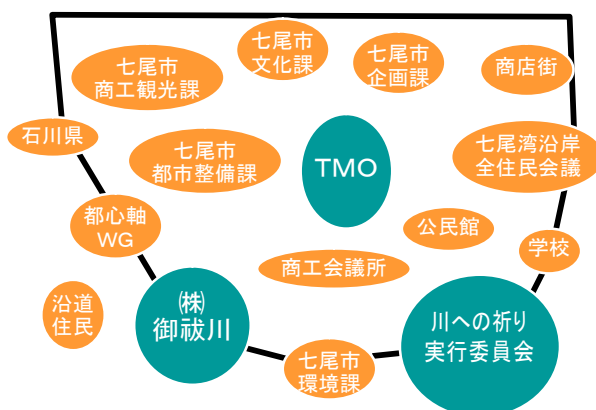 七尾市
文化課
七尾市
企画課
商店街
七尾市
商工観光課
石川県
七尾市
都市整備課
TMO
七尾湾沿岸
全住民会議
都心軸
WG
公民館
学校
商工会議所
沿道
住民
㈱
御祓川
川への祈り
実行委員会
七尾市
環境課